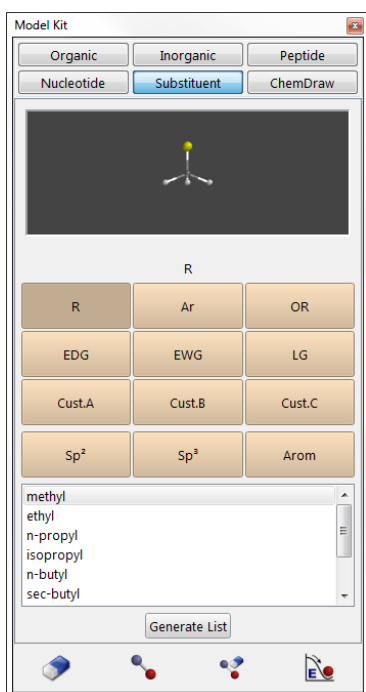 Model Kit
Organic Inorganic Peptide
Nucleotide Substituent ChemDraw
R
R Ar OR
EDG EWG LG
Cust.A Cust.B Cust.C
Sp² Sp³ Arom
methyl
ethyl
n-propyl
isopropyl
n-butyl
sec-butyl
Generate List
E